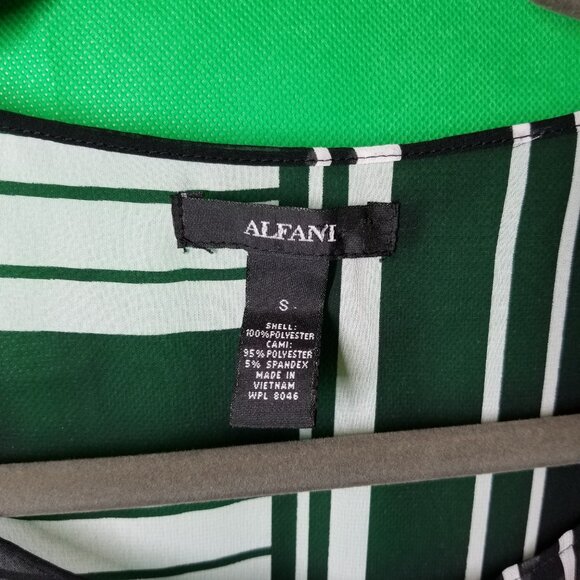 ALFANI
S
SHELL:
100%POLYESTER
CAMI:
95%POLYESTER
5% SPANDEX
MADE IN
VIETNAM
WPL 8046